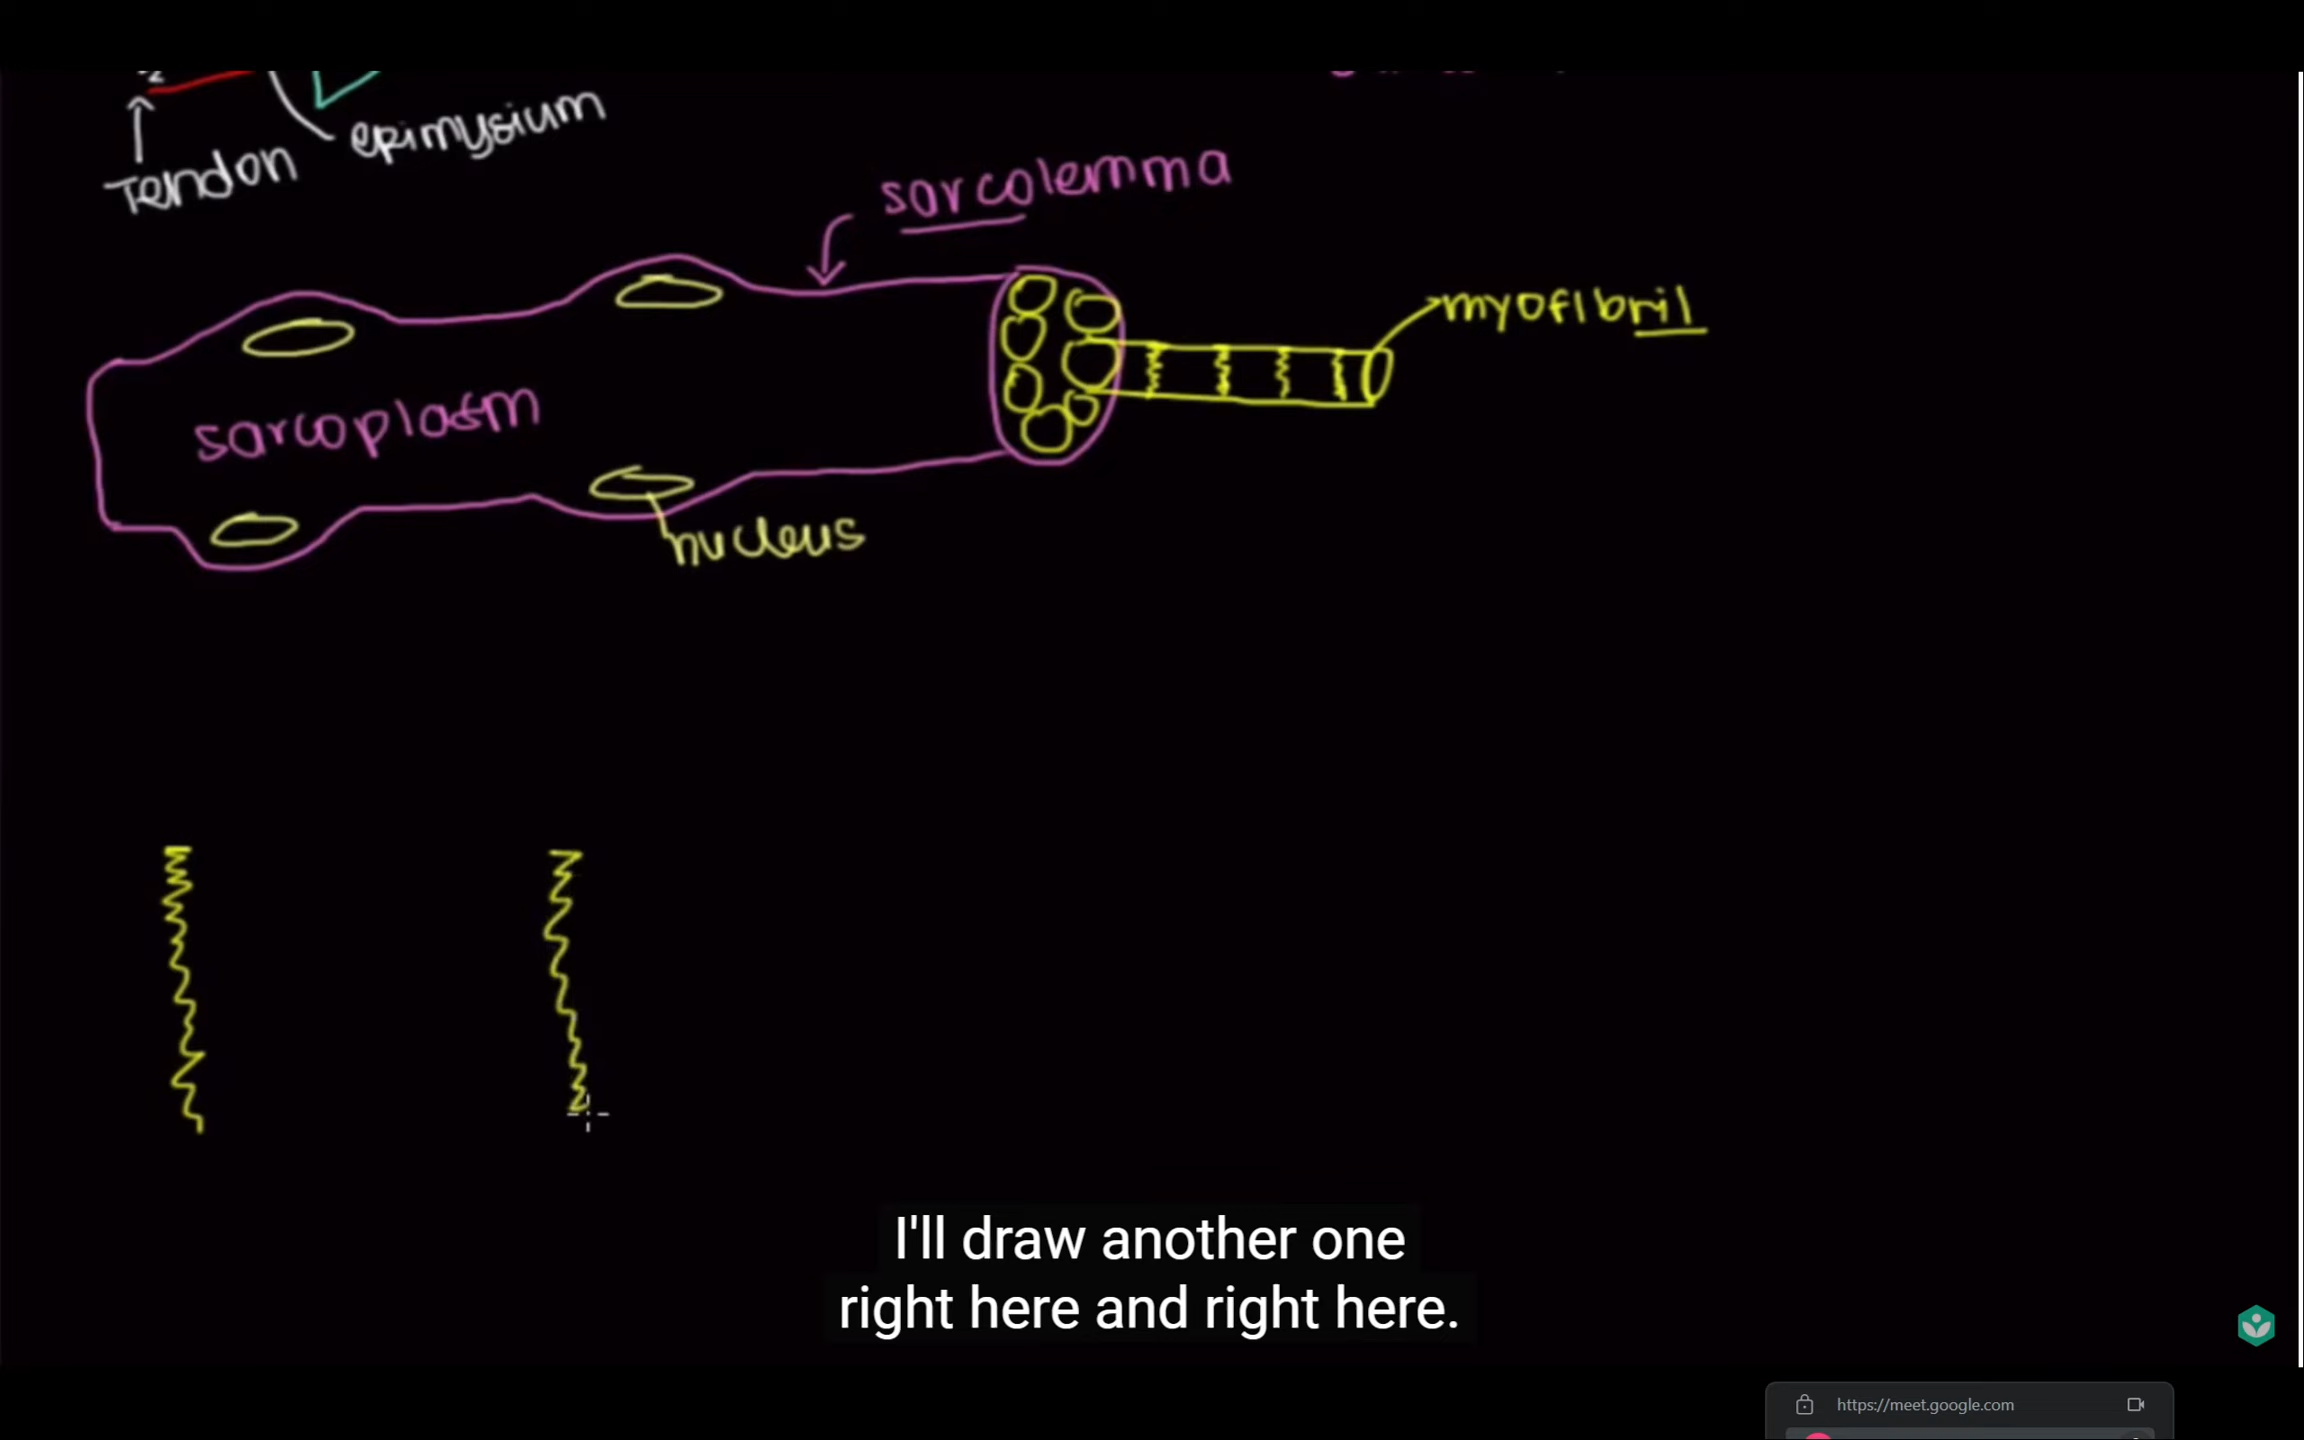 Tendon
epimysium
sarcolemma
myofibril
sarcoplasm
nucleus
I'll draw another one
right here and right here.
https://meet.google.com